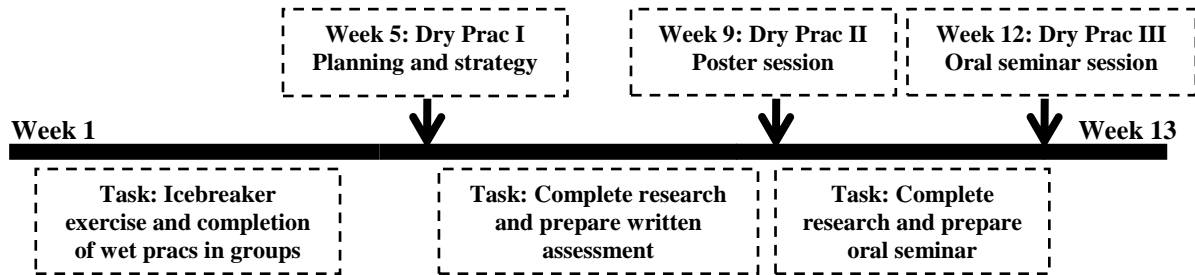 Week 5: Dry Prac I
Planning and strategy
Week 9: Dry Prac II
Poster session
Week 12: Dry Prac III
Oral seminar session
Week 1
Week 13
Task: Icebreaker
exercise and completion
of wet pracs in groups
Task: Complete research
and prepare written
assessment
Task: Complete
research and prepare
oral seminar